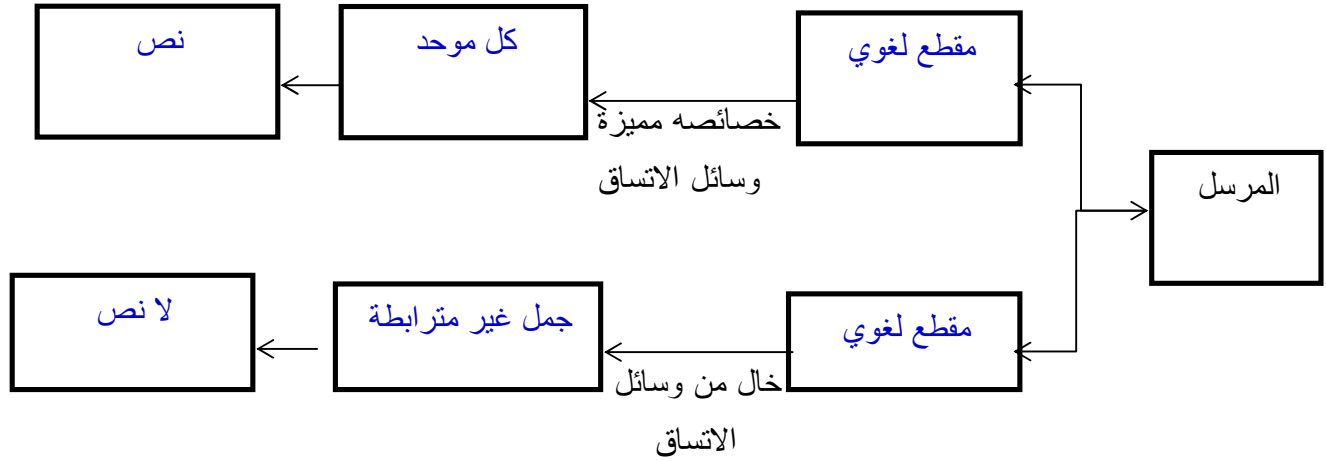 المرسل
مقطع لغوي
خصائصه مميزة
وسائل الاتساق
كل موحد
نص
مقطع لغوي
خال من وسائل
الاتساق
جمل غير مترابطة
لا نص